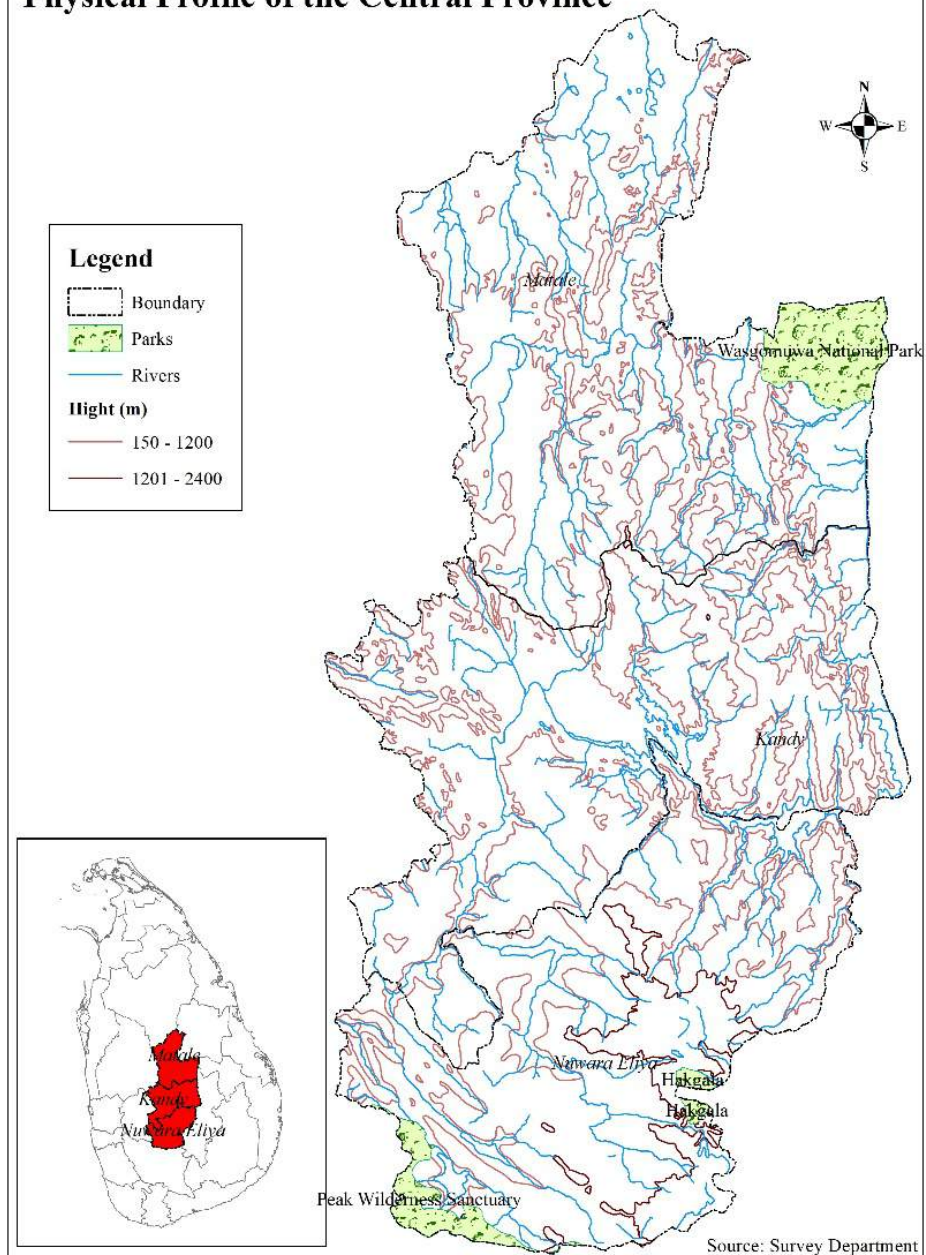 Physical Profile of the Central Province
N
W
E
S
Legend
Boundary
Parks
Rivers
Hight (m)
150 - 1200
1201 - 2400
Matale
Wasgomuwa National Park
Kandy
Nuwara Eliya
Hakgala
Hakgala
Peak Wilderness Sanctuary
Matale
Kandy
Nuwara Eliya
Source: Survey Department